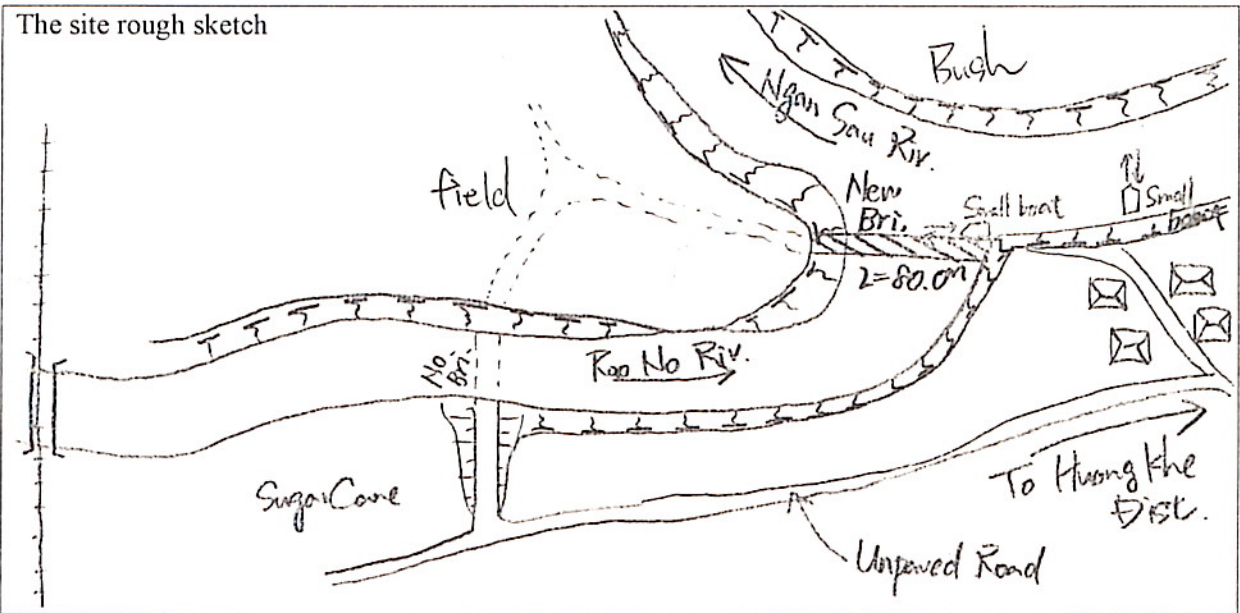 The site rough sketch
Bush
Ngan Sau Riv.
field
New
Bri.
Small boat
Small
L=80.0m
No
Bri.
Rao No Riv.
Sugar Cane
To Huong Khe
Dist.
Unpaved Road